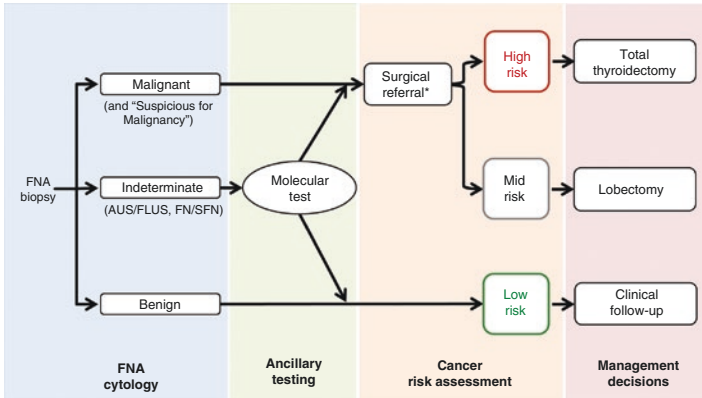 FNA
biopsy
Malignant
(and “Suspicious for
Malignancy”)
Indeterminate
(AUS/FLUS, FN/SFN)
Benign
Molecular
test
Surgical
referral*
High
risk
Mid
risk
Low
risk
Total
thyroidectomy
Lobectomy
Clinical
follow-up
FNA
cytology
Ancillary
testing
Cancer
risk assessment
Management
decisions